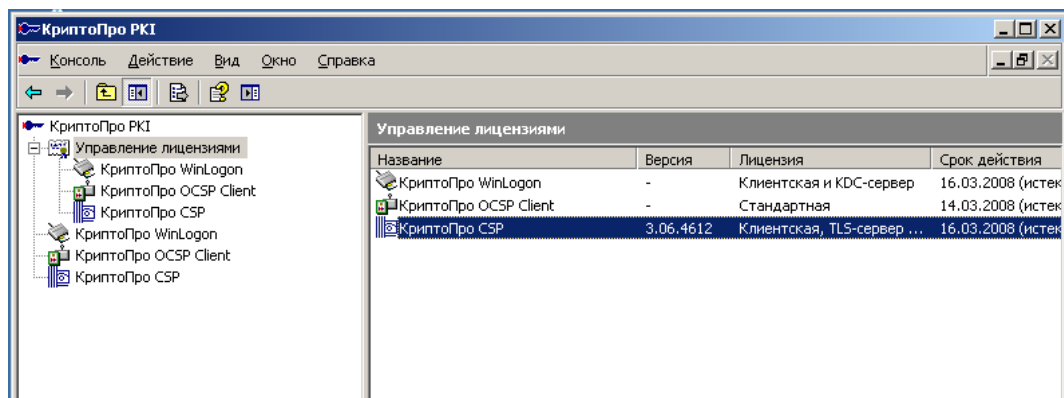 КриптоПро PKI
Консоль Действие Вид Окно Справка
КриптоПро PKI
Управление лицензиями
КриптоПро WinLogon
КриптоПро OCSP Client
КриптоПро CSP
КриптоПро WinLogon
КриптоПро OCSP Client
КриптоПро CSP
Управление лицензиями
Название Версия Лицензия Срок действия
КриптоПро WinLogon - Клиентская и KDC-сервер 16.03.2008 (истек
КриптоПро OCSP Client - Стандартная 14.03.2008 (истек
КриптоПро CSP 3.06.4612 Клиентская, TLS-сервер ... 16.03.2008 (истек